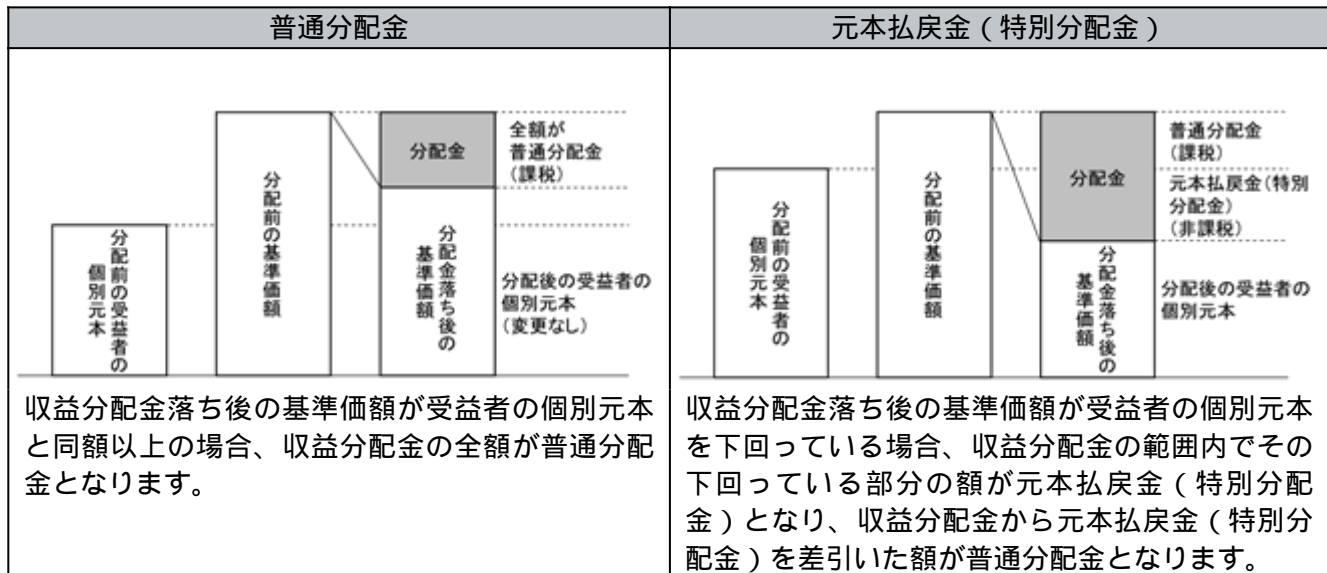 普通分配金
分配前の受益者の
個別元本
分配前の基準価額
分配金
分配金落ち後の
基準価額
全額が
普通分配金
(課税)
分配後の受益者の
個別元本
(変更なし)
収益分配金落ち後の基準価額が受益者の個別元本
と同額以上の場合、収益分配金の全額が普通分配
金となります。
元本払戻金(特別分配金)
分配前の受益者の
個別元本
分配前の基準価額
分配金
分配金落ち後の
基準価額
普通分配金
(課税)
元本払戻金(特別
分配金)
(非課税)
分配後の受益者の
個別元本
収益分配金落ち後の基準価額が受益者の個別元本
を下回っている場合、収益分配金の範囲内でその
下回っている部分の額が元本払戻金(特別分配
金)となり、収益分配金から元本払戻金(特別分
配金)を差引いた額が普通分配金となります。